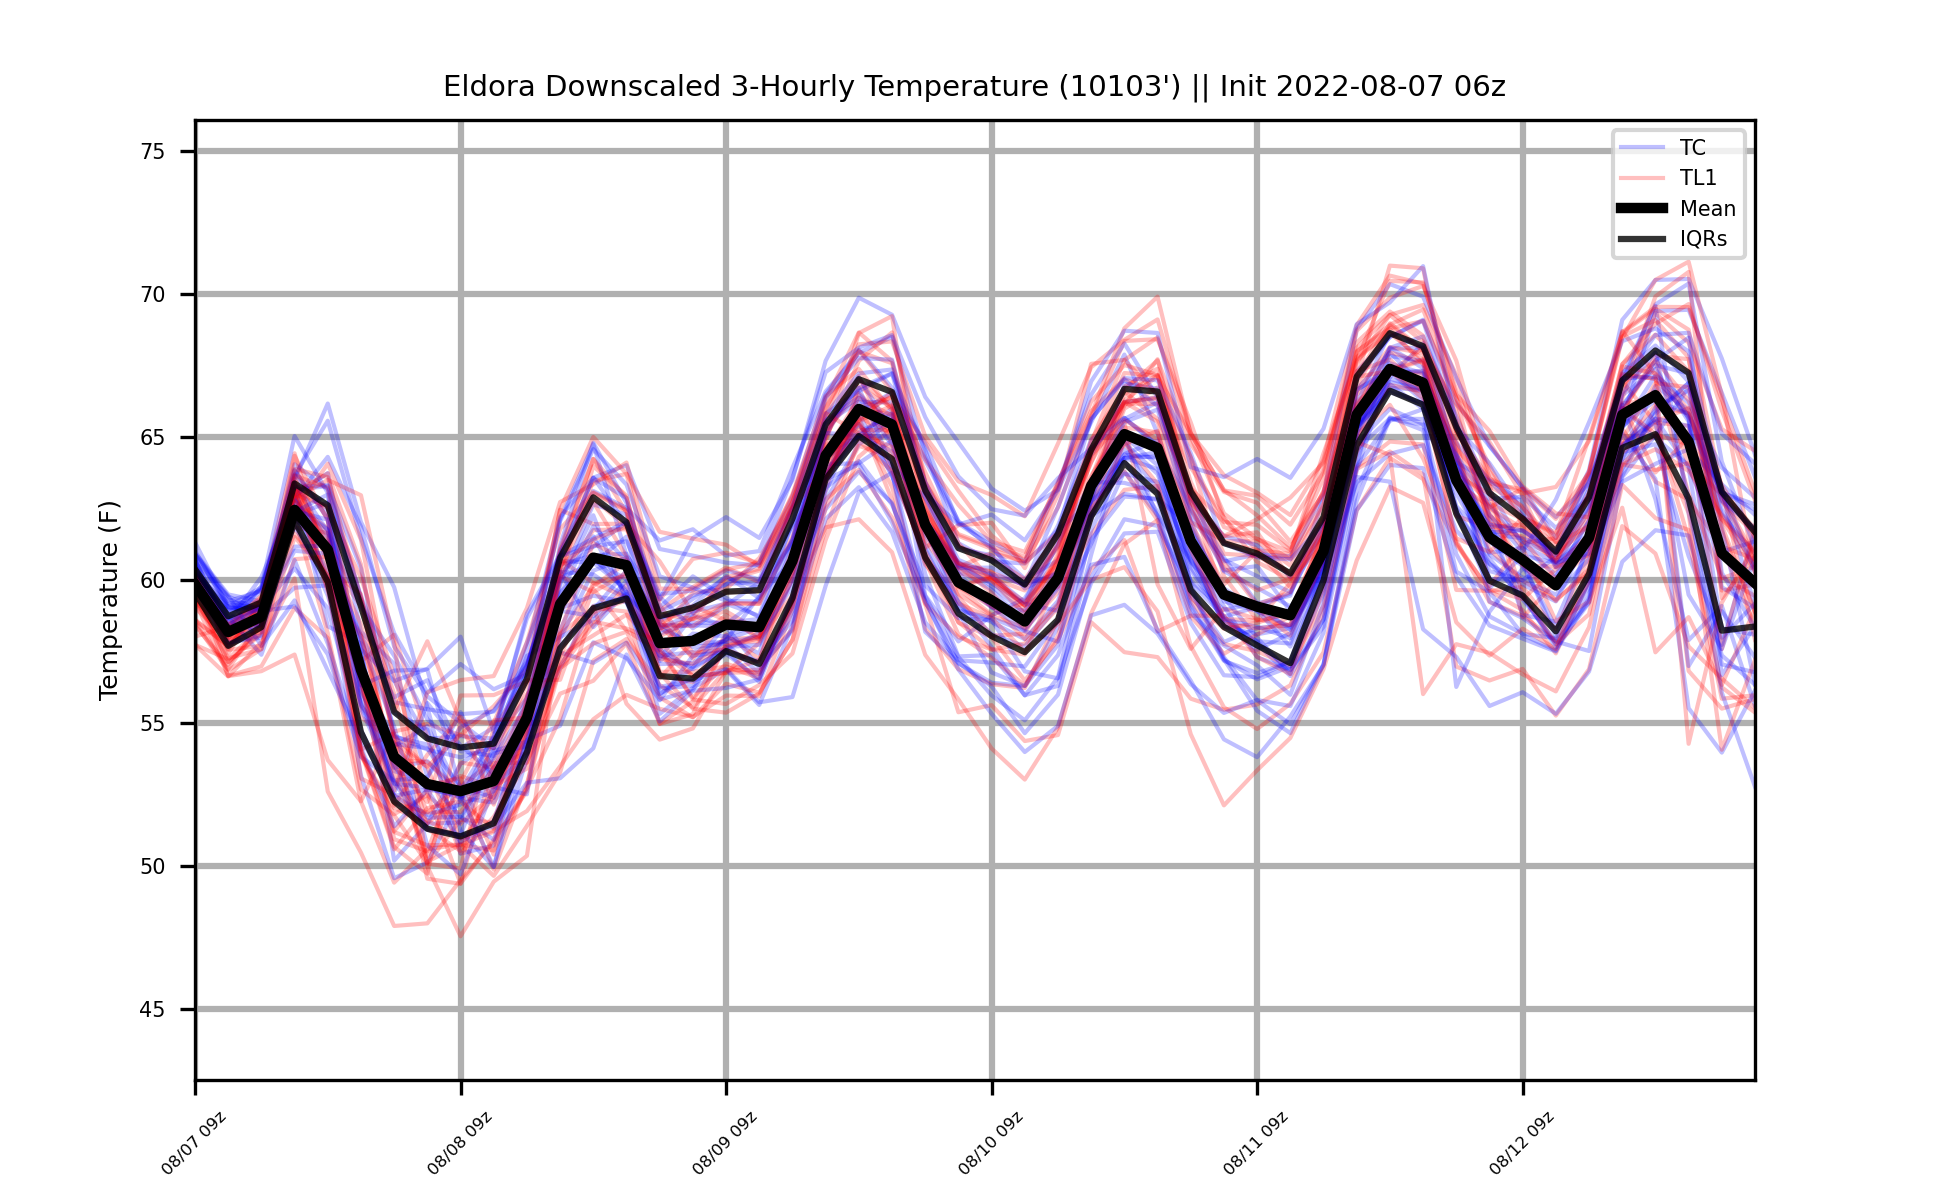 Eldora Downscaled 3-Hourly Temperature (10103') || Init 2022-08-07 06z
TC
TL1
Mean
IQRs
Temperature (F)
75
70
65
60
55
50
45
08/07 09z
08/08 09z
08/09 09z
08/10 09z
08/11 09z
08/12 09z